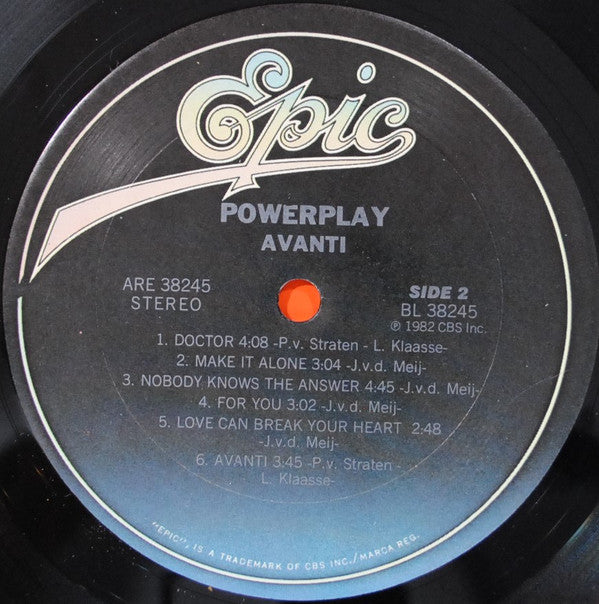 Epic
POWERPLAY
AVANTI
ARE 38245
STEREO
SIDE 2
BL 38245
℗ 1982 CBS Inc.
1. DOCTOR 4:08 -P.v. Straten - L. Klaasse-
2. MAKE IT ALONE 3:04 -J.v.d. Meij-
3. NOBODY KNOWS THE ANSWER 4:45 -J.v.d. Meij-
4. FOR YOU 3:02 -J.v.d. Meij-
5. LOVE CAN BREAK YOUR HEART 2:48
-J.v.d. Meij-
6. AVANTI 3:45 -P.v. Straten -
L. Klaasse-
"EPIC", IS A TRADEMARK OF CBS INC./MARCA REG.